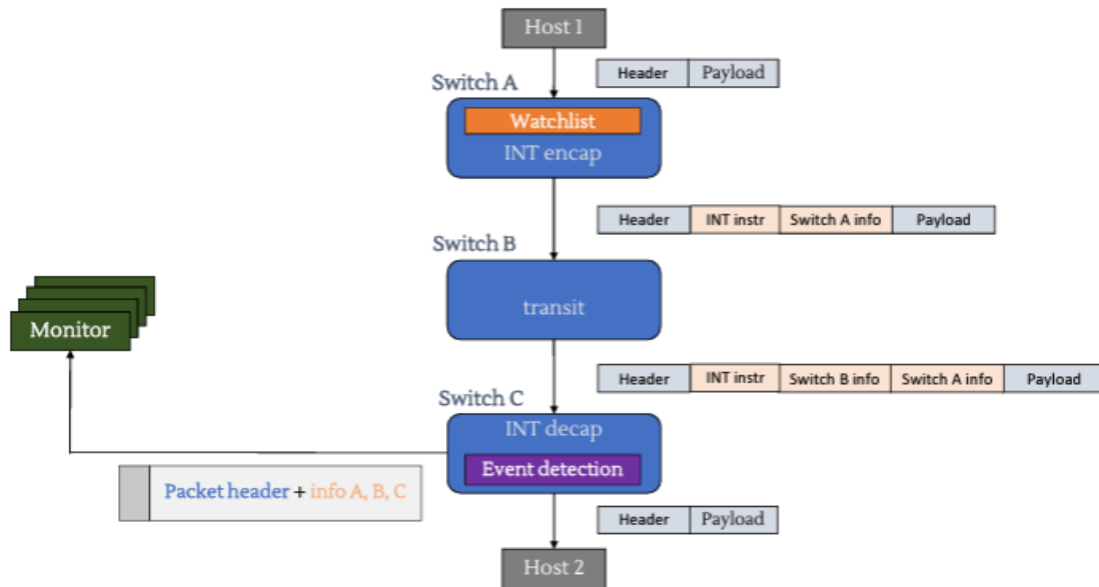 Host 1
Header Payload
Switch A
Watchlist
INT encap
Header INT instr Switch A info Payload
Switch B
transit
Monitor
Header INT instr Switch B info Switch A info Payload
Switch C
INT decap
Event detection
Packet header + info A, B, C
Header Payload
Host 2